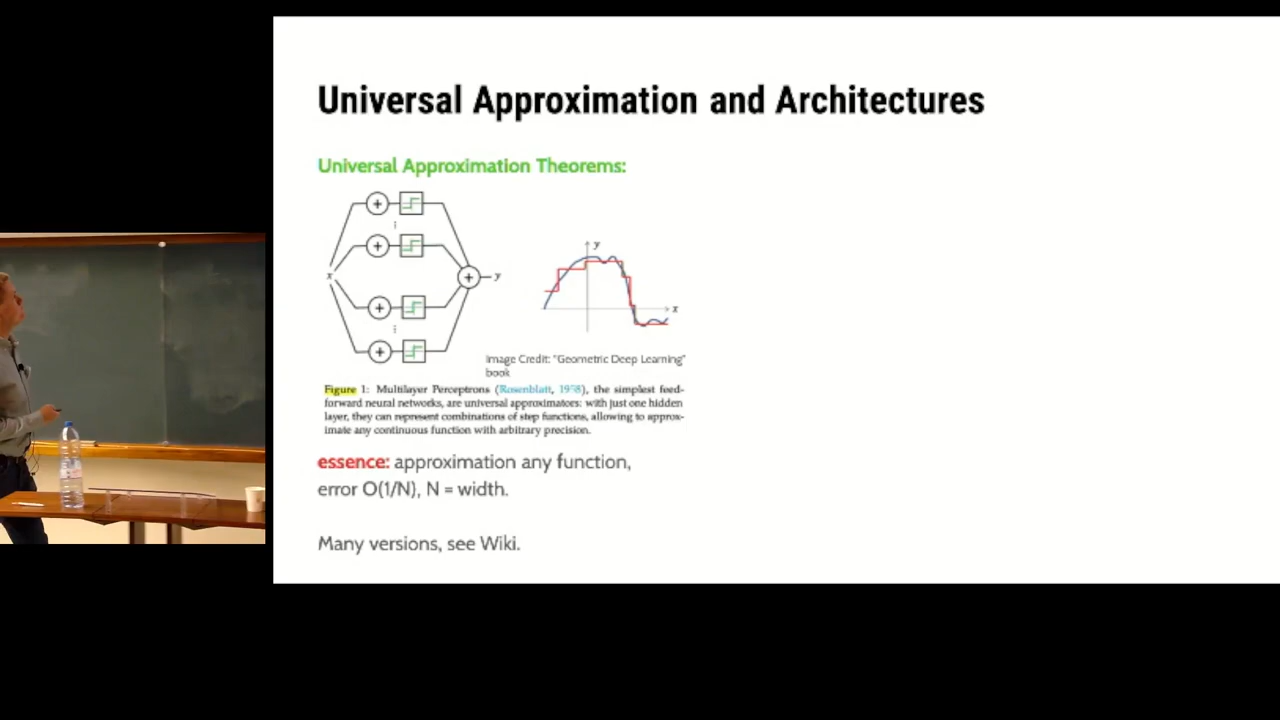 Universal Approximation and Architectures
Universal Approximation Theorems:
x
y
y
x
Image Credit: "Geometric Deep Learning"
book
Figure 1: Multilayer Perceptrons (Rosenblatt, 1958), the simplest feed-
forward neural networks, are universal approximators: with just one hidden
layer, they can represent combinations of step functions, allowing to approx-
imate any continuous function with arbitrary precision.
essence: approximation any function,
error O(1/N), N = width.
Many versions, see Wiki.